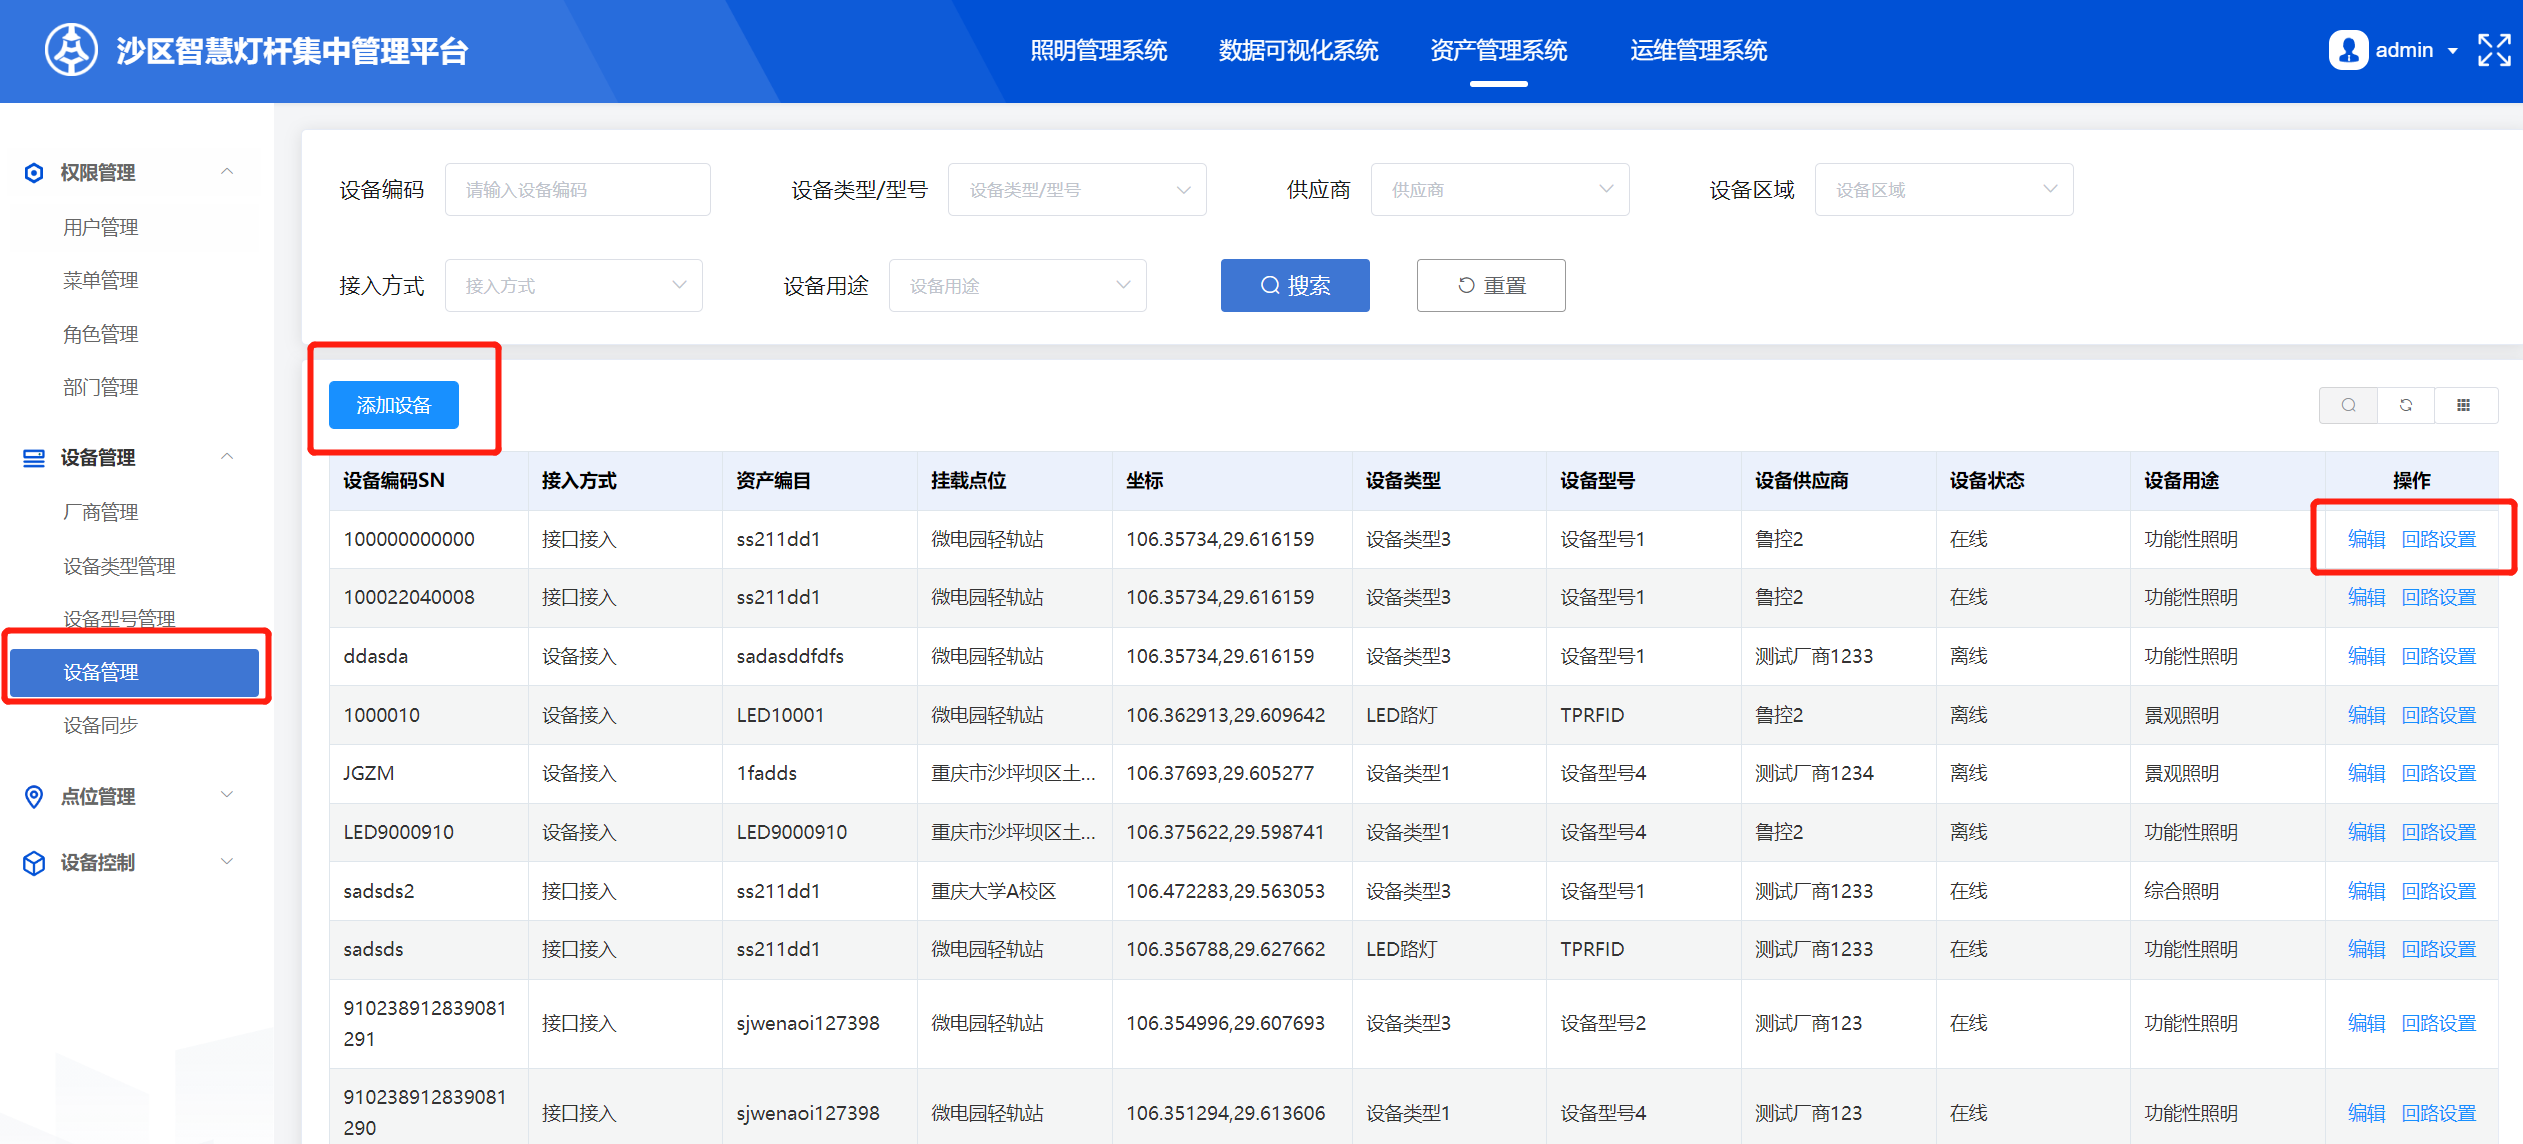 沙区智慧灯杆集中管理平台
照明管理系统 数据可视化系统 资产管理系统 运维管理系统
admin
权限管理
用户管理
菜单管理
角色管理
部门管理
设备管理
厂商管理
设备类型管理
设备型号管理
设备管理
设备同步
点位管理
设备控制
设备编码 请输入设备编码 设备类型/型号 设备类型/型号 供应商 供应商 设备区域 设备区域
接入方式 接入方式 设备用途 设备用途 搜索 重置
添加设备
设备编码SN 接入方式 资产编目 挂载点位 坐标 设备类型 设备型号 设备供应商 设备状态 设备用途 操作
100000000000 接口接入 ss211dd1 微电园轻轨站 106.35734,29.616159 设备类型3 设备型号1 鲁控2 在线 功能性照明 编辑 回路设置
100022040008 接口接入 ss211dd1 微电园轻轨站 106.35734,29.616159 设备类型3 设备型号1 鲁控2 在线 功能性照明 编辑 回路设置
ddasda 设备接入 sadasddfdfs 微电园轻轨站 106.35734,29.616159 设备类型3 设备型号1 测试厂商1233 离线 功能性照明 编辑 回路设置
1000010 设备接入 LED10001 微电园轻轨站 106.362913,29.609642 LED路灯 TPRFID 鲁控2 离线 景观照明 编辑 回路设置
JGZM 设备接入 1fadds 重庆市沙坪坝区土... 106.37693,29.605277 设备类型1 设备型号4 测试厂商1234 离线 景观照明 编辑 回路设置
LED9000910 设备接入 LED9000910 重庆市沙坪坝区土... 106.375622,29.598741 设备类型1 设备型号4 鲁控2 离线 功能性照明 编辑 回路设置
sadsds2 接口接入 ss211dd1 重庆大学A校区 106.472283,29.563053 设备类型3 设备型号1 测试厂商1233 在线 综合照明 编辑 回路设置
sadsds 接口接入 ss211dd1 微电园轻轨站 106.356788,29.627662 LED路灯 TPRFID 测试厂商1233 在线 功能性照明 编辑 回路设置
910238912839081
291 接口接入 sjwenaoi127398 微电园轻轨站 106.354996,29.607693 设备类型3 设备型号2 测试厂商123 在线 功能性照明 编辑 回路设置
910238912839081
290 接口接入 sjwenaoi127398 微电园轻轨站 106.351294,29.613606 设备类型1 设备型号4 测试厂商123 在线 功能性照明 编辑 回路设置